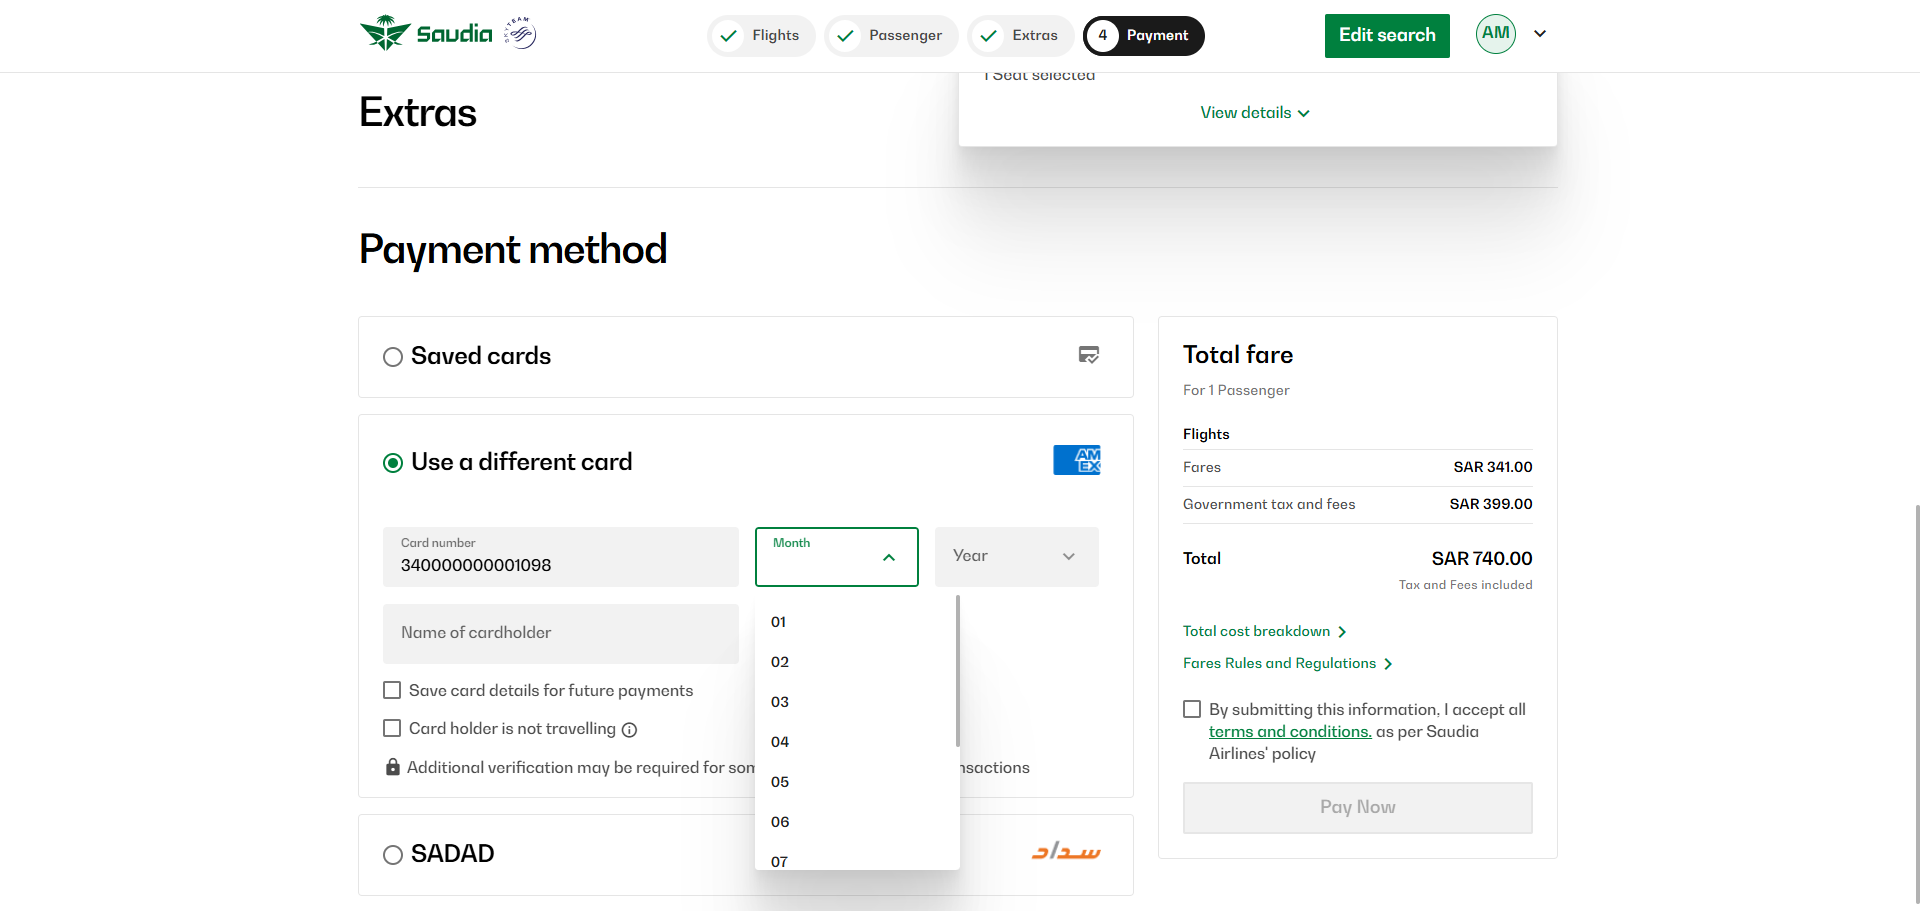 Saudia
SKYTEAM
Flights
Passenger
Extras
4 Payment
Edit search
AM
1 Seat selected
View details
Extras
Payment method
Saved cards
Use a different card
AM
EX
Card number
340000000001098
Month
Year
01
Name of cardholder
02
Save card details for future payments
03
Card holder is not travelling
04
Additional verification may be required for som
nsactions
05
06
07
SADAD
سداد
Total fare
For 1 Passenger
Flights
Fares SAR 341.00
Government tax and fees SAR 399.00
Total SAR 740.00
Tax and Fees included
Total cost breakdown
Fares Rules and Regulations
By submitting this information, I accept all
terms and conditions. as per Saudia
Airlines' policy
Pay Now